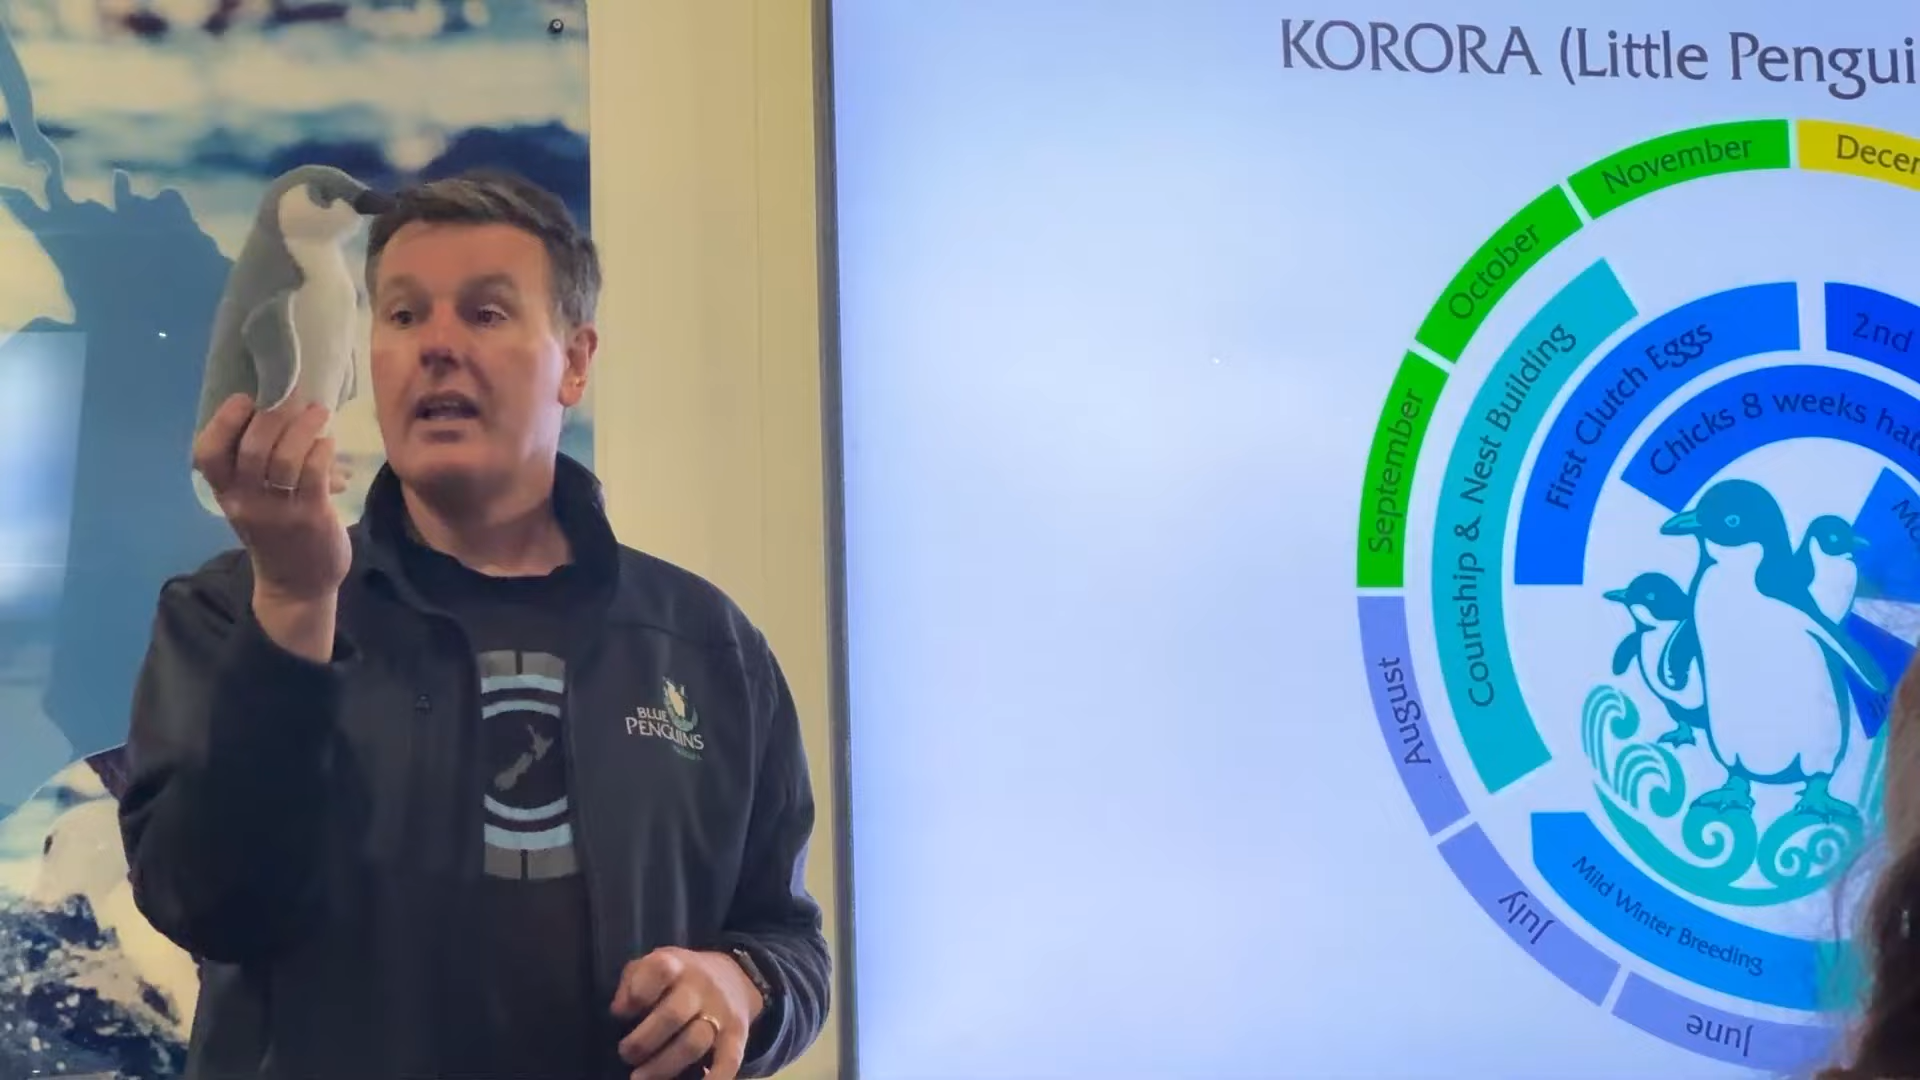 KORORA (Little Pengui
November
Decem
October
September
August
July
June
Courtship & Nest Building
First Clutch Eggs
2nd
Chicks 8 weeks hat
Mild Winter Breeding
BLUE
PENGUINS